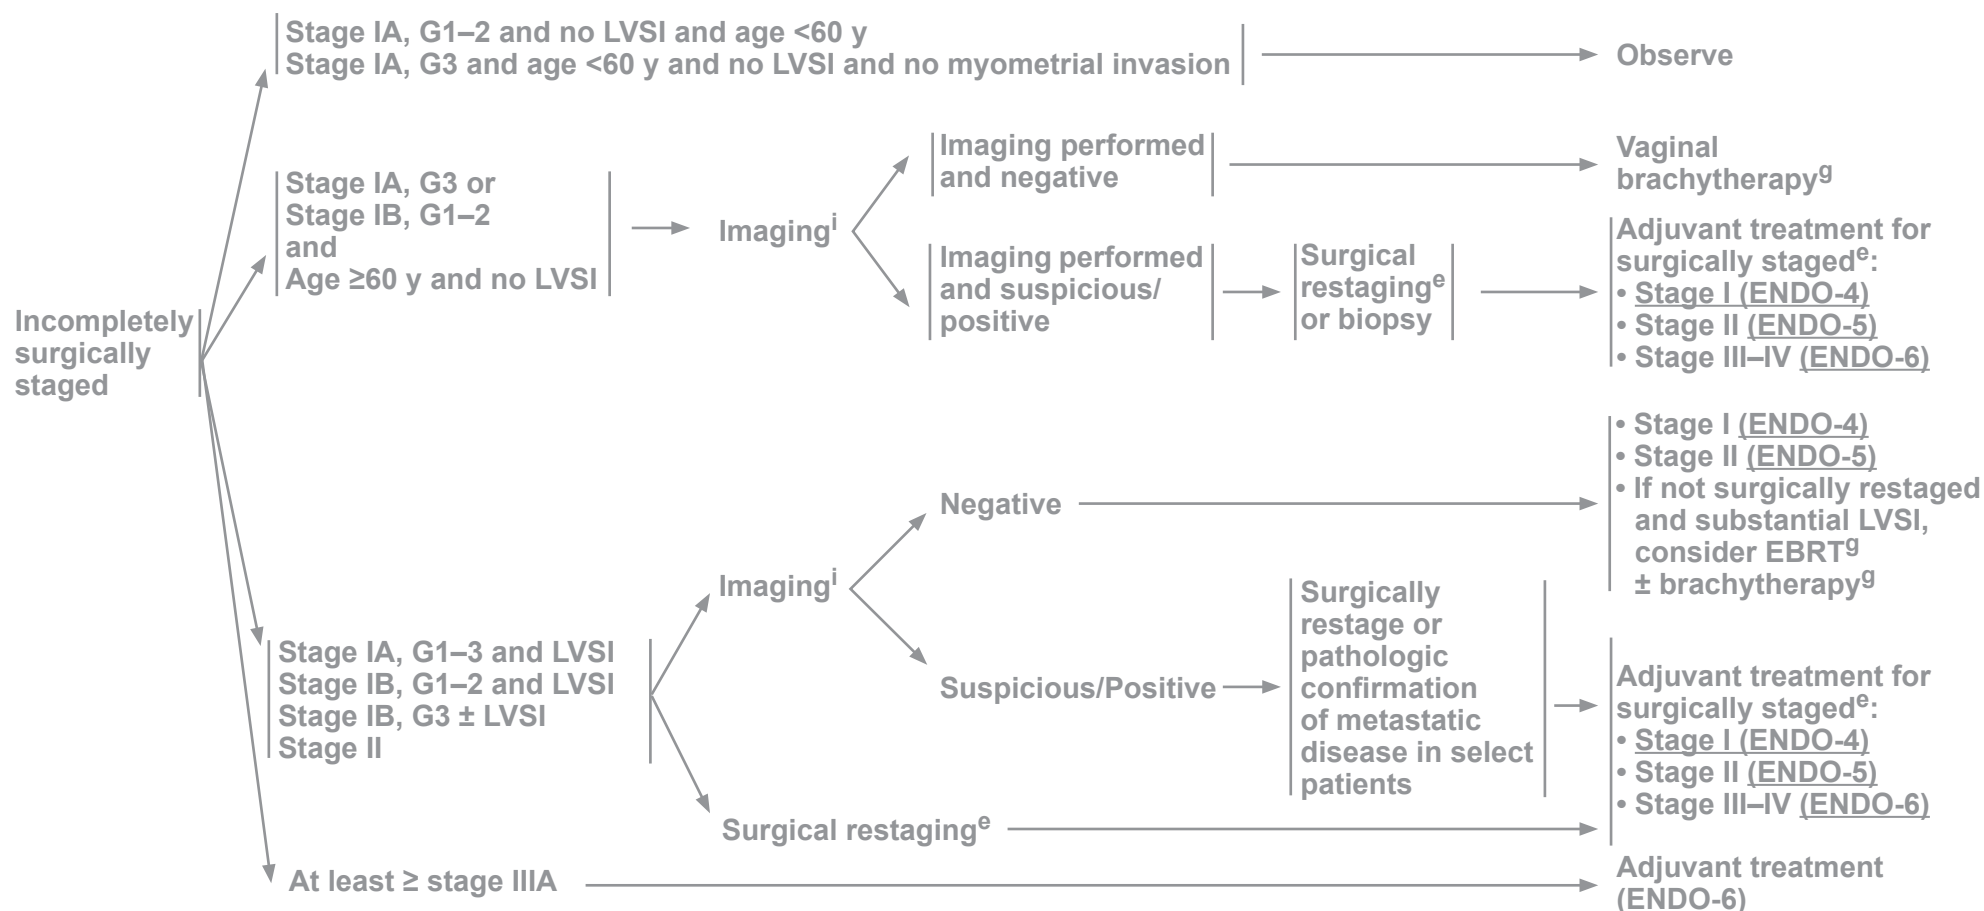 Incompletely
surgically
staged
Stage IA, G1–2 and no LVSI and age <60 y
Stage IA, G3 and age <60 y and no LVSI and no myometrial invasion
Observe
Stage IA, G3 or
Stage IB, G1–2
and
Age ≥60 y and no LVSI
Imagingⁱ
Imaging performed
and negative
Vaginal
brachytherapyᵍ
Imaging performed
and suspicious/
positive
Surgical
restagingᵉ
or biopsy
Adjuvant treatment for
surgically stagedᵉ:
• Stage I (ENDO-4)
• Stage II (ENDO-5)
• Stage III–IV (ENDO-6)
Stage IA, G1–3 and LVSI
Stage IB, G1–2 and LVSI
Stage IB, G3 ± LVSI
Stage II
Imagingⁱ
Negative
• Stage I (ENDO-4)
• Stage II (ENDO-5)
• If not surgically restaged
and substantial LVSI,
consider EBRTᵍ
± brachytherapyᵍ
Suspicious/Positive
Surgically
restage or
pathologic
confirmation
of metastatic
disease in select
patients
Adjuvant treatment for
surgically stagedᵉ:
• Stage I (ENDO-4)
• Stage II (ENDO-5)
• Stage III–IV (ENDO-6)
Surgical restagingᵉ
At least ≥ stage IIIA
Adjuvant treatment
(ENDO-6)